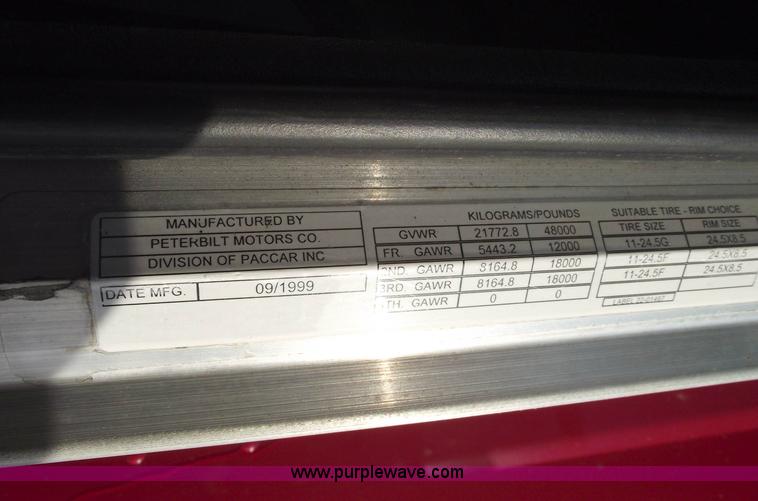 MANUFACTURED BY
PETERBILT MOTORS CO.
DIVISION OF PACCAR INC
DATE MFG. 09/1999
KILOGRAMS/POUNDS
GVWR 21772.8 48000
FR. GAWR 5443.2 12000
2ND. GAWR 8164.8 18000
3RD. GAWR 8164.8 18000
4TH. GAWR 0 0
SUITABLE TIRE - RIM CHOICE
TIRE SIZE RIM SIZE
11-24.5G 24.5X8.5
11-24.5F 24.5X8.5
11-24.5F 24.5X8.5
LABEL 22-01487
www.purplewave.com